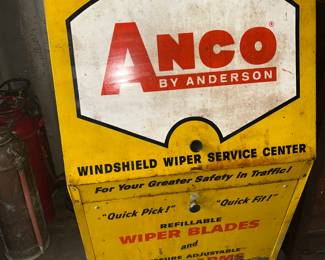 ANCO®
BY ANDERSON
WINDSHIELD WIPER SERVICE CENTER
For Your Greater Safety in Traffic!
"Quick Pick!" "Quick Fit!"
REFILLABLE
WIPER BLADES
and
ADJUSTABLE